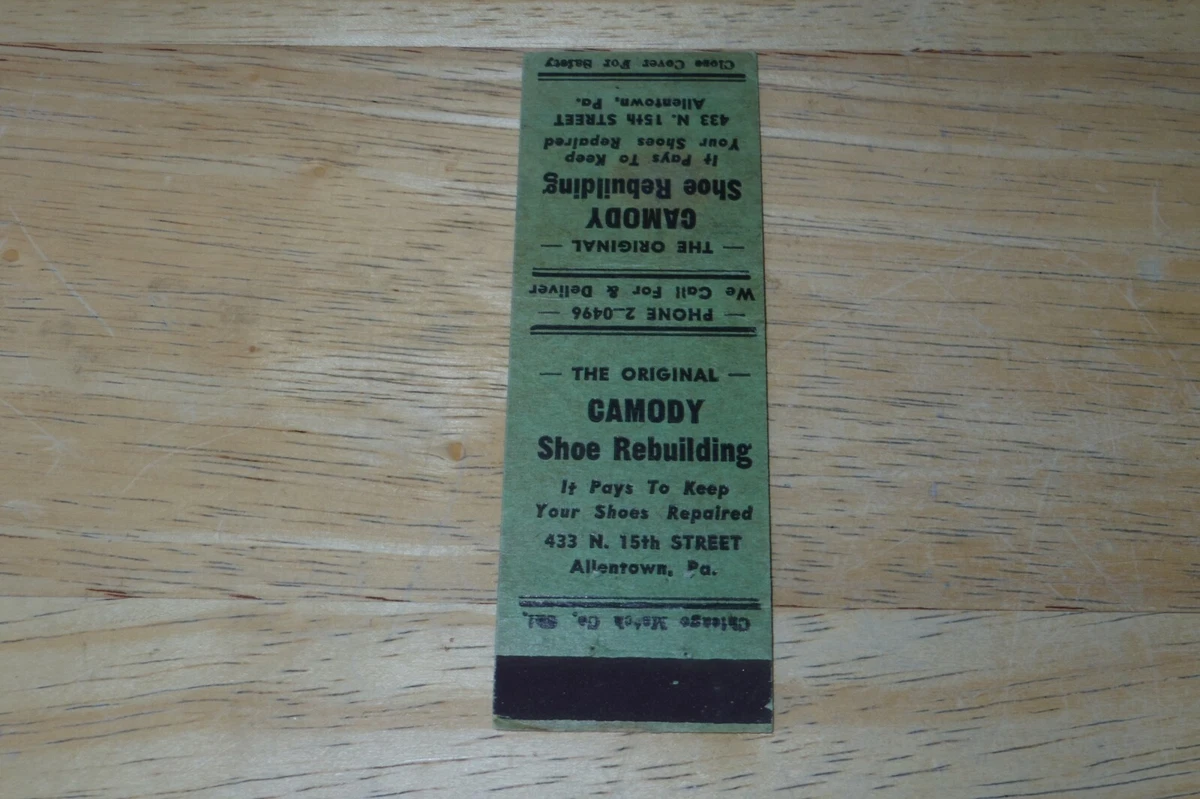 — PHONE 2-0496 —
We Call For & Deliver
— THE ORIGINAL —
CAMODY
Shoe Rebuilding
It Pays To Keep
Your Shoes Repaired
433 N. 15th STREET
Allentown, Pa.
Close Cover For Safety
— THE ORIGINAL —
CAMODY
Shoe Rebuilding
It Pays To Keep
Your Shoes Repaired
433 N. 15th STREET
Allentown, Pa.
Chicago Match Co.,